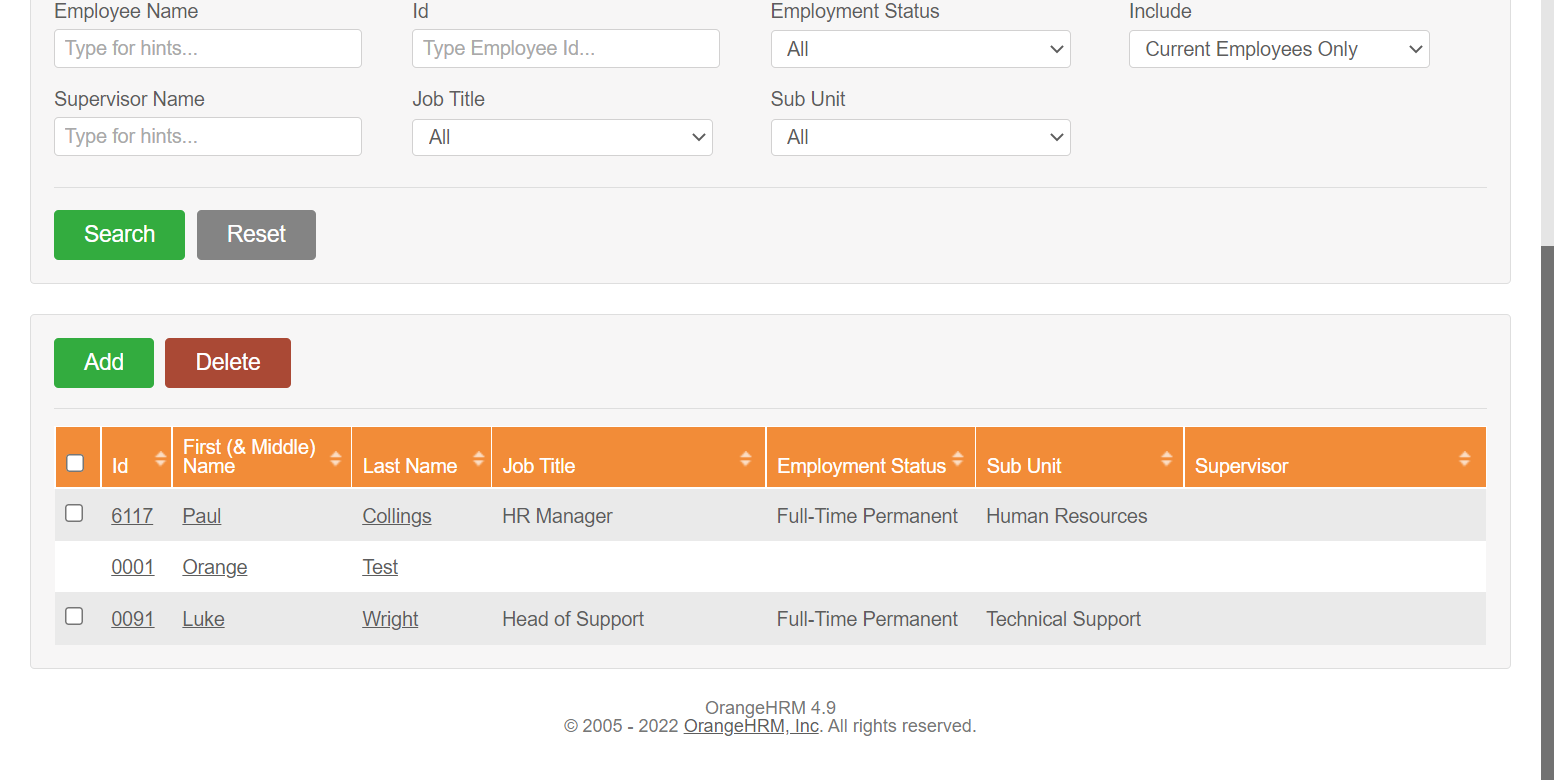 Employee Name Id Employment Status Include
Type for hints... Type Employee Id... All Current Employees Only
Supervisor Name Job Title Sub Unit
Type for hints... All All
Search Reset
Add Delete
Id First (& Middle) Name Last Name Job Title Employment Status Sub Unit Supervisor
6117 Paul Collings HR Manager Full-Time Permanent Human Resources
0001 Orange Test
0091 Luke Wright Head of Support Full-Time Permanent Technical Support
OrangeHRM 4.9
© 2005 - 2022 OrangeHRM, Inc. All rights reserved.